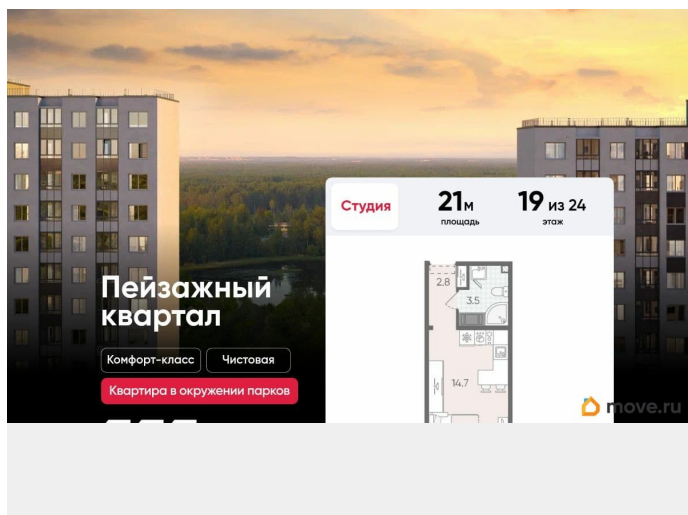 Студия
21м
площадь
19 из 24
этаж
Пейзажный
квартал
Комфорт-класс
Чистовая
Квартира в окружении парков
2.8
3.5
14.7
move.ru